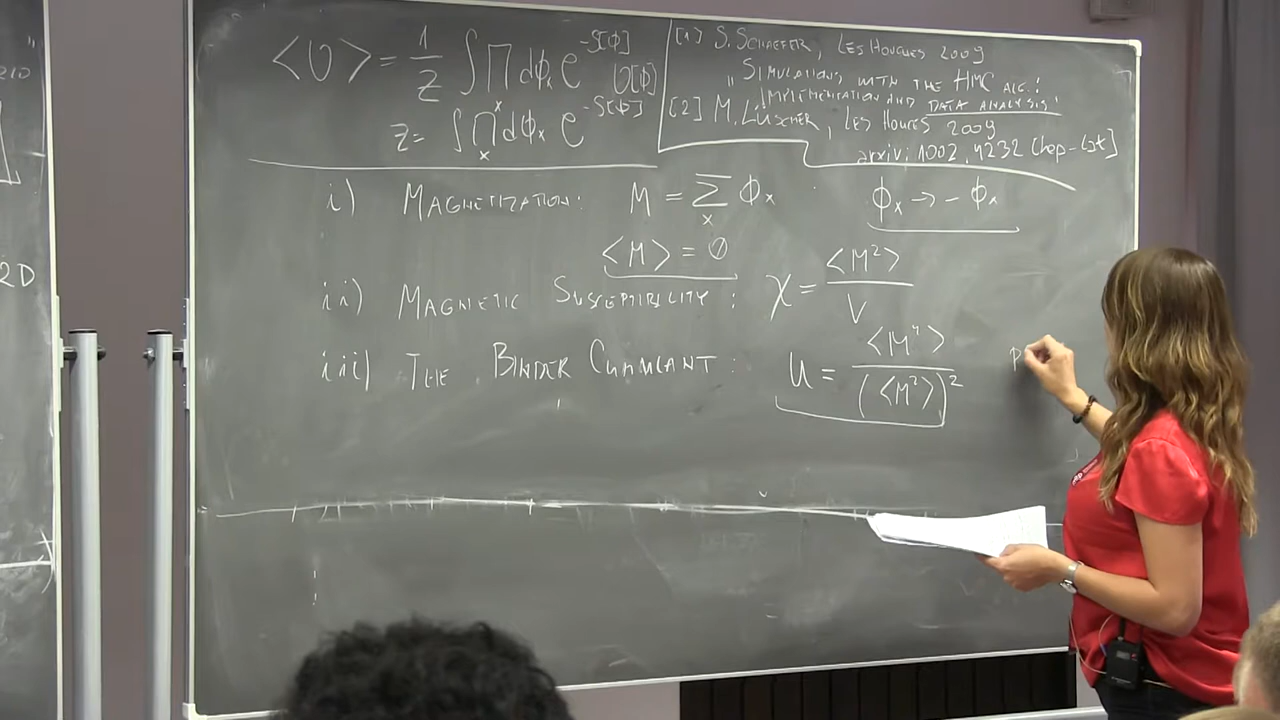 <O> = 1/Z ∫ ∏ₓ dϕₓ e^{-S[ϕ]} O[ϕ]
Z = ∫ ∏ₓ dϕₓ e^{-S[ϕ]}
[1] S. SCHAEFER, LES HOUCHES 2009
„SIMULATIONS WITH THE HMC ALG.:
IMPLEMENTATION AND DATA ANALYSIS"
[2] M. LÜSCHER, LES HOUCES 2009
arxiv: 1002.4232 [hep-lat]
i) MAGNETIZATION: M = ∑ₓ ϕₓ ϕₓ → - ϕₓ
<M> = 0
ii) MAGNETIC SUSCEPTIBILITY: χ = <M²>/V
iii) THE BINDER CUMULANT: U = <M⁴>/(<M²>)² P
2D